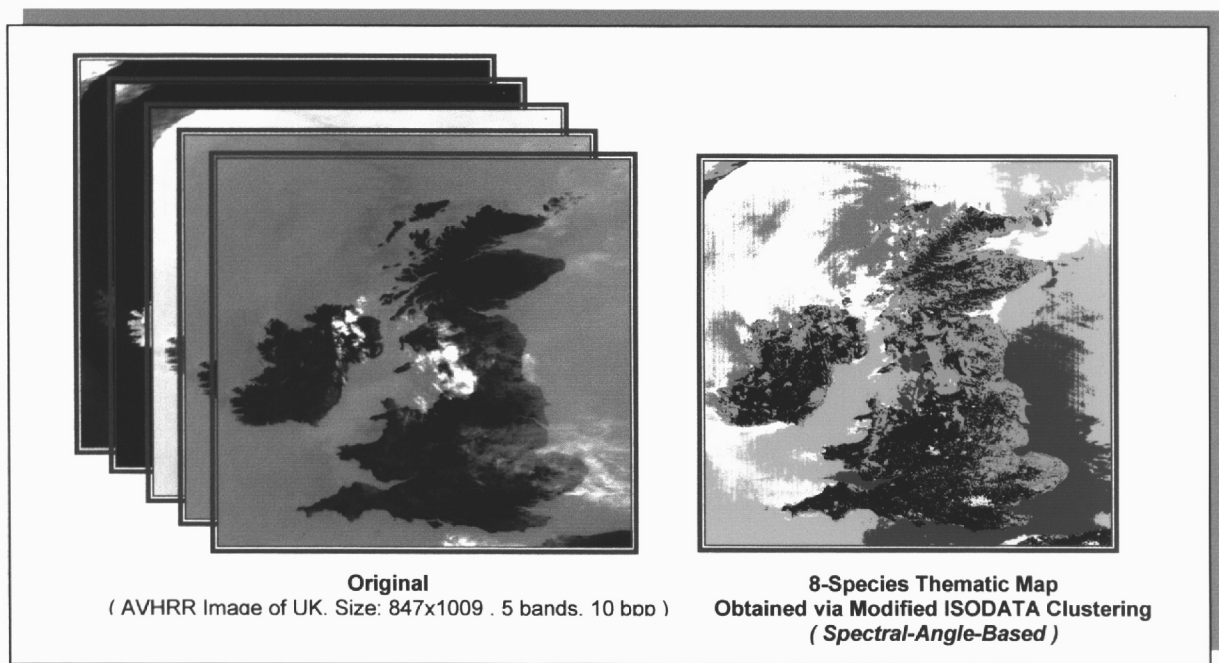 Original
( AVHRR Image of UK. Size: 847x1009 . 5 bands. 10 bpp )
8-Species Thematic Map
Obtained via Modified ISODATA Clustering
( Spectral-Angle-Based )